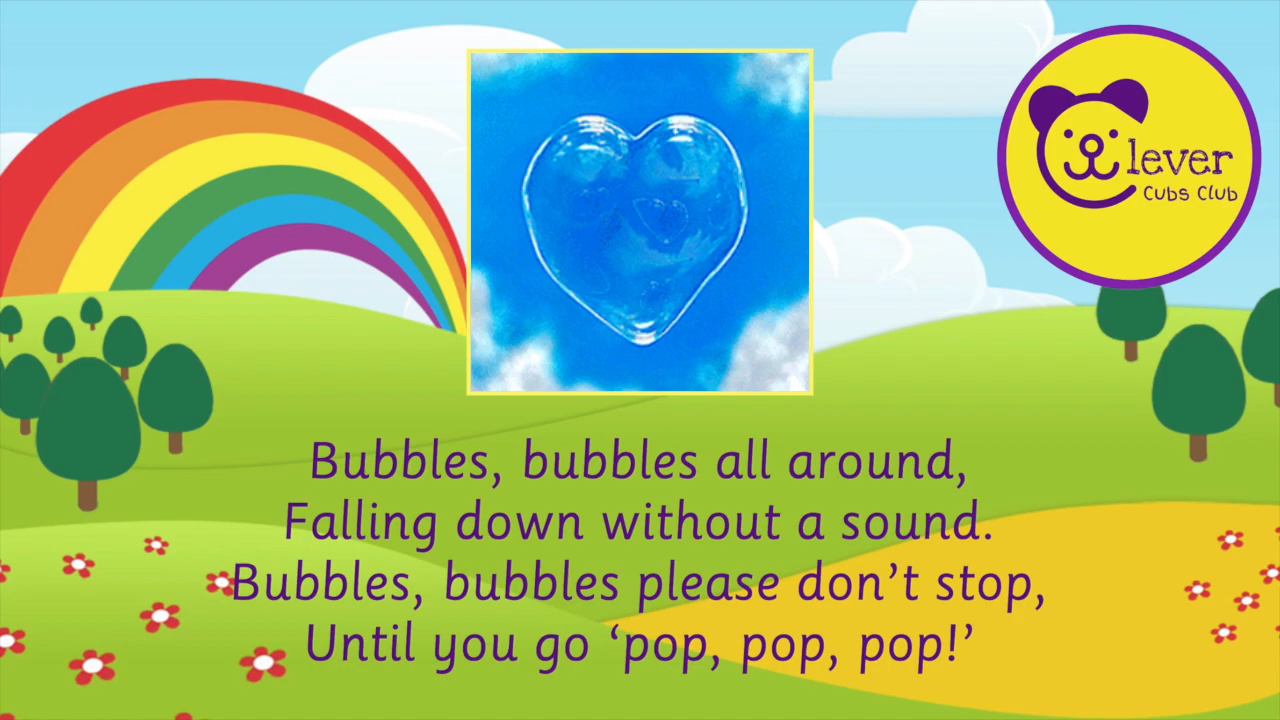 Clever
Cubs Club
Bubbles, bubbles all around,
Falling down without a sound.
Bubbles, bubbles please don’t stop,
Until you go ‘pop, pop, pop!’